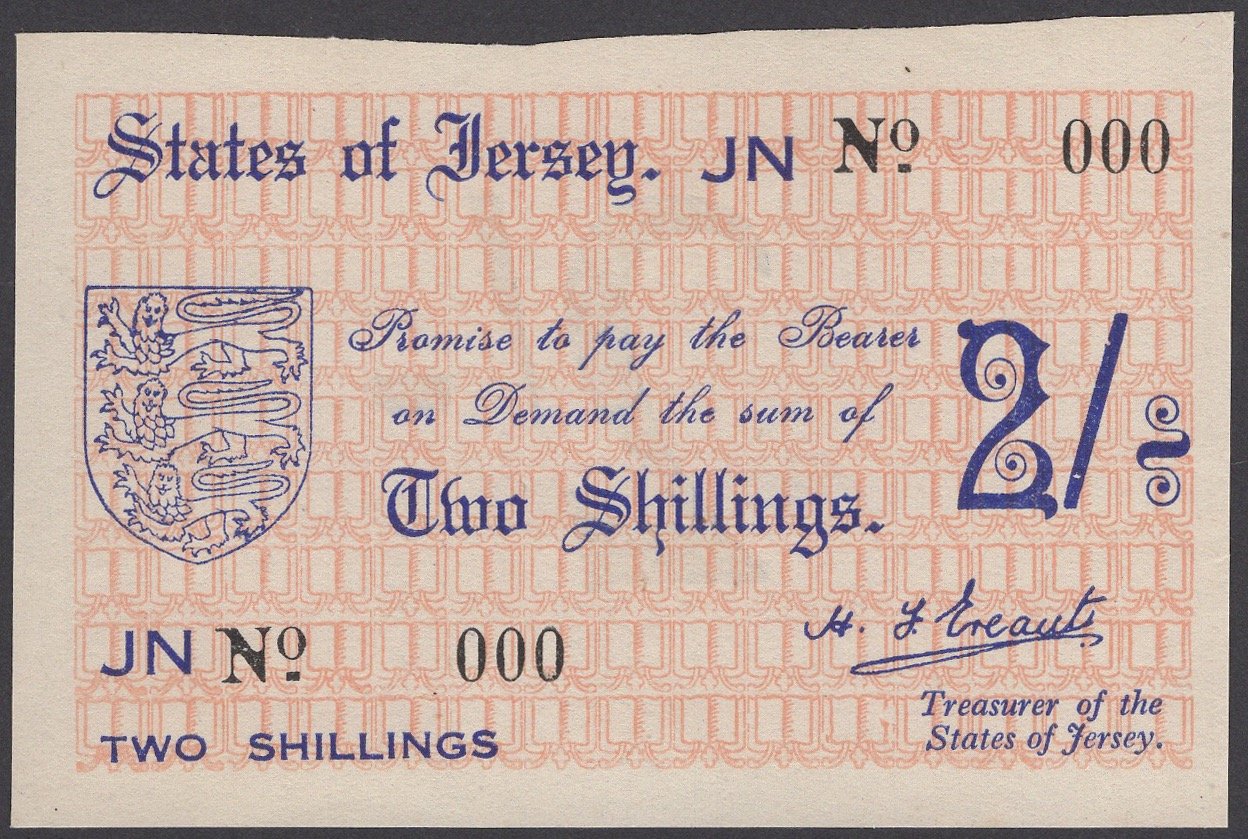 States of Jersey. JN No 000
Promise to pay the Bearer
on Demand the sum of
Two Shillings.
2/-
H. F. Ereaut
JN No 000
Treasurer of the
States of Jersey.
TWO SHILLINGS